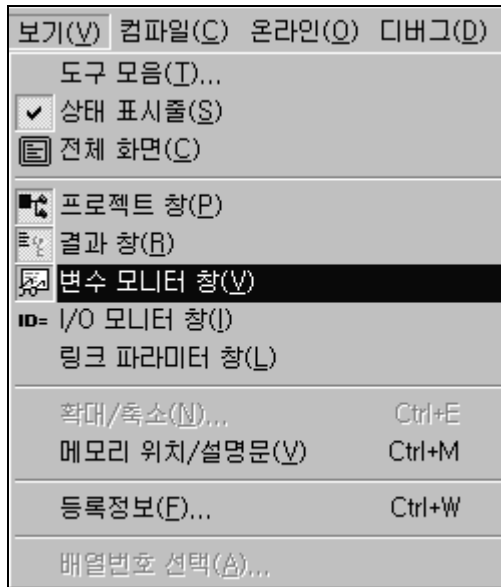 보기(V) 컴파일(C) 온라인(O) 디버그(D)
도구 모음(T)...
상태 표시줄(S)
전체 화면(C)
프로젝트 창(P)
결과 창(R)
변수 모니터 창(V)
ID= I/O 모니터 창(I)
링크 파라미터 창(L)
확대/축소(N)... Ctrl+E
메모리 위치/설명문(V) Ctrl+M
등록정보(F)... Ctrl+W
배열번호 선택(A)...